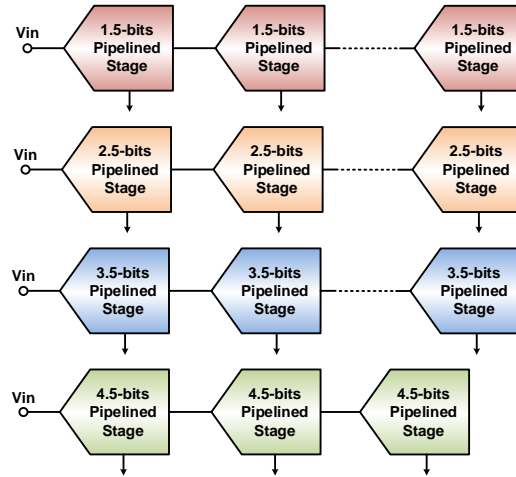 Vin
1.5-bits Pipelined Stage
1.5-bits Pipelined Stage
1.5-bits Pipelined Stage
Vin
2.5-bits Pipelined Stage
2.5-bits Pipelined Stage
2.5-bits Pipelined Stage
Vin
3.5-bits Pipelined Stage
3.5-bits Pipelined Stage
3.5-bits Pipelined Stage
Vin
4.5-bits Pipelined Stage
4.5-bits Pipelined Stage
4.5-bits Pipelined Stage